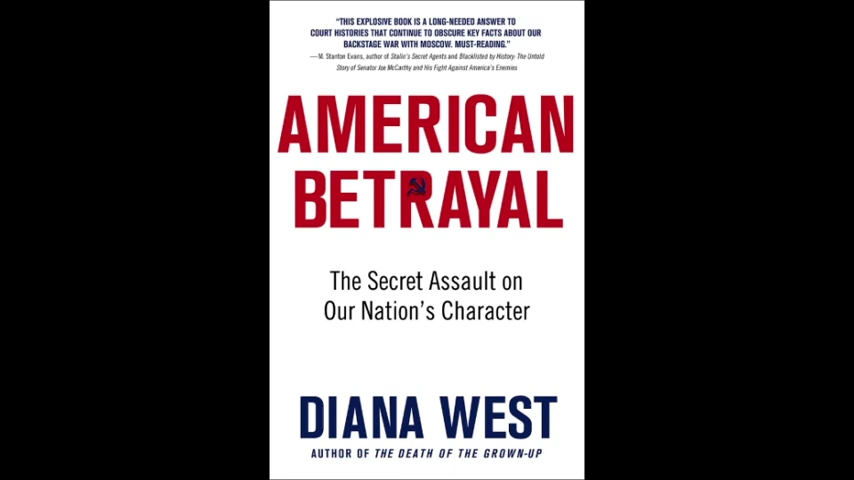 "THIS EXPLOSIVE BOOK IS A LONG-NEEDED ANSWER TO
COURT HISTORIES THAT CONTINUE TO OBSCURE KEY FACTS ABOUT OUR
BACKSTAGE WAR WITH MOSCOW. MUST-READING."
—M. Stanton Evans, author of Stalin's Secret Agents and Blacklisted by History: The Untold
Story of Senator Joe McCarthy and His Fight Against America's Enemies
AMERICAN
BETRAYAL
The Secret Assault on
Our Nation's Character
DIANA WEST
AUTHOR OF THE DEATH OF THE GROWN-UP